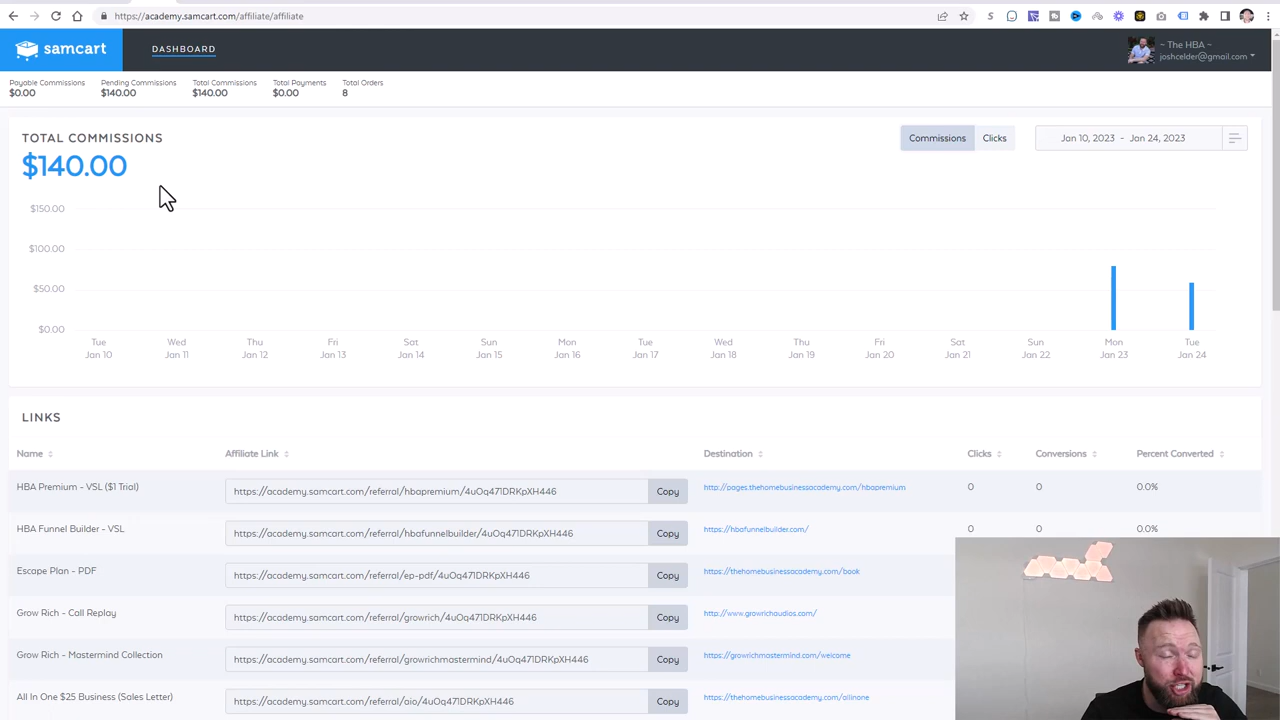 https://academy.samcart.com/affiliate/affiliate
samcart
DASHBOARD
~ The HBA ~
joshcelder@gmail.com
Payable Commissions
$0.00
Pending Commissions
$140.00
Total Commissions
$140.00
Total Payments
$0.00
Total Orders
8
TOTAL COMMISSIONS
$140.00
Commissions
Clicks
Jan 10, 2023 - Jan 24, 2023
$150.00
$100.00
$50.00
$0.00
Tue Jan 10
Wed Jan 11
Thu Jan 12
Fri Jan 13
Sat Jan 14
Sun Jan 15
Mon Jan 16
Tue Jan 17
Wed Jan 18
Thu Jan 19
Fri Jan 20
Sat Jan 21
Sun Jan 22
Mon Jan 23
Tue Jan 24
LINKS
Name Affiliate Link Destination Clicks Conversions Percent Converted
HBA Premium - VSL ($1 Trial) https://academy.samcart.com/referral/hbapremium/4uOq471DRKpXH446 Copy http://pages.thehomebusinessacademy.com/hbapremium 0 0 0.0%
HBA Funnel Builder - VSL https://academy.samcart.com/referral/hbafunnelbuilder/4uOq471DRKpXH446 Copy https://hbafunnelbuilder.com/ 0 0 0.0%
Escape Plan - PDF https://academy.samcart.com/referral/ep-pdf/4uOq471DRKpXH446 Copy https://thehomebusinessacademy.com/book
Grow Rich - Call Replay https://academy.samcart.com/referral/growrich/4uOq471DRKpXH446 Copy http://www.growrichaudios.com/
Grow Rich - Mastermind Collection https://academy.samcart.com/referral/growrichmastermind/4uOq471DRKpXH446 Copy https://growrichmastermind.com/welcome
All In One $25 Business (Sales Letter) https://academy.samcart.com/referral/aio/4uOq471DRKpXH446 Copy https://thehomebusinessacademy.com/allinone